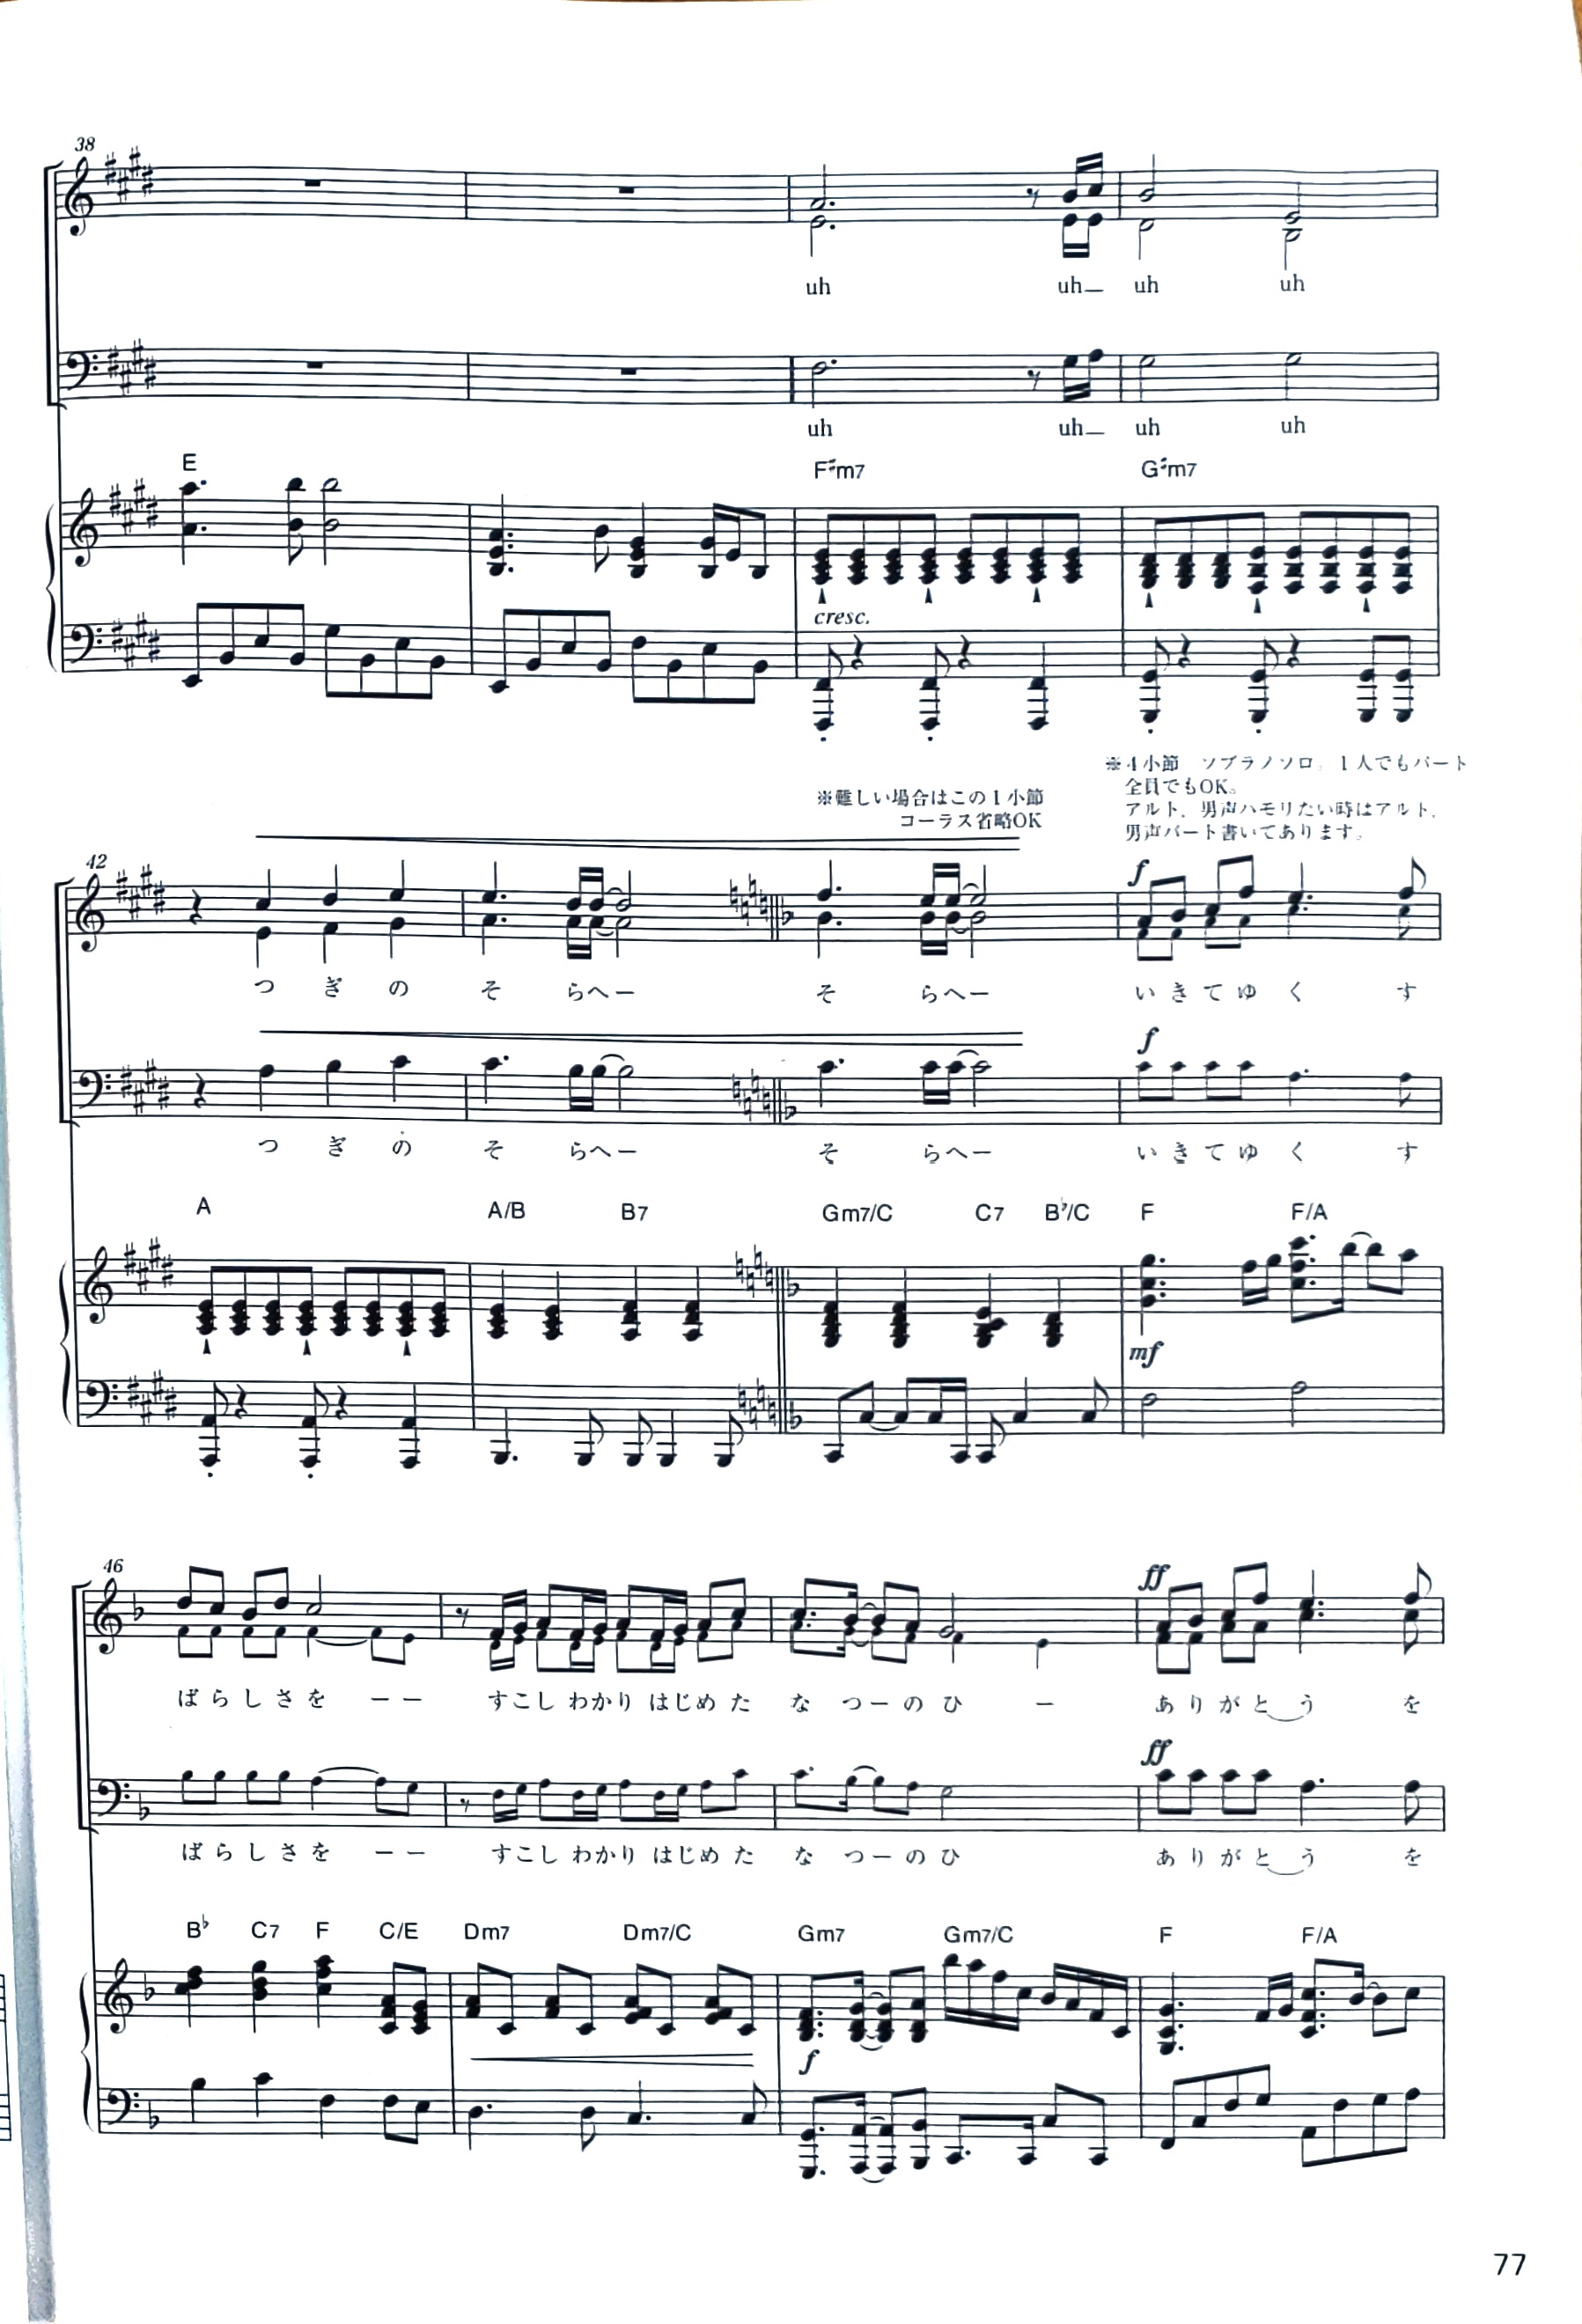 38
uh uh— uh uh
uh uh— uh uh
E F♯m7 G♯m7
cresc.
※難しい場合はこの1小節
コーラス省略OK
※4小節 ソプラノソロ。1人でもパート
全員でもOK。
アルト、男声ハモリたい時はアルト、
男声パート書いてあります。
42
f
つ ぎ の そ らへー そ らへー い き て ゆ く す
f
つ ぎ の そ らへー そ らへー い き て ゆ く す
A A/B B7 Gm7/C C7 B♭/C F F/A
mf
46
ff
ば ら し さ を ー ー すこし わかり はじめ た な つ ー の ひ ー あ り が と う を
ff
ば ら し さ を ー ー すこし わかり はじめ た な つ ー の ひ あ り が と う を
B♭ C7 F C/E Dm7 Dm7/C Gm7 Gm7/C F F/A
f
77